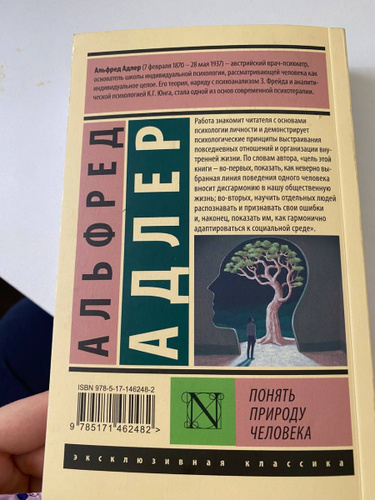 Альфред Адлер (7 февраля 1870 – 28 мая 1937) – австрийский врач-психиатр,
основатель школы индивидуальной психологии, рассматривающей человека как
индивидуальное целое. Его теория, наряду с психоанализом З. Фрейда и аналити-
ческой психологией К.Г. Юнга, стала одной из основ современной психотерапии.
АЛЬФРЕД
АДЛЕР
Работа знакомит читателя с основами
психологии личности и демонстрирует
психологические принципы выстраивания
повседневных отношений и организации вну-
тренней жизни. По словам автора, «цель этой
книги – во-первых, показать, как неверно вы-
бранная линия поведения одного человека
вносит дисгармонию в нашу общественную
жизнь; во-вторых, научить отдельных людей
распознавать и признавать свои ошибки
и, наконец, показать им, как гармонично
адаптироваться к социальной среде».
ISBN 978-5-17-146248-2
9 785171 462482 >
N
ПОНЯТЬ
ПРИРОДУ
ЧЕЛОВЕКА
эксклюзивная классика